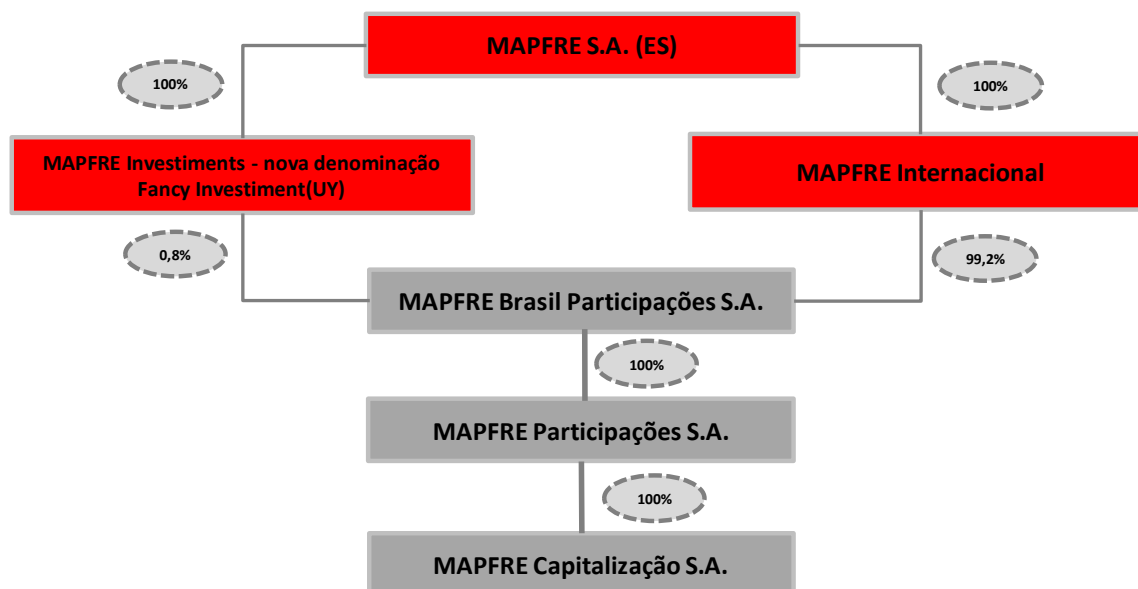 MAPFRE S.A. (ES)
100%
100%
MAPFRE Investiments - nova denominação
Fancy Investiment(UY)
MAPFRE Internacional
0,8%
99,2%
MAPFRE Brasil Participações S.A.
100%
MAPFRE Participações S.A.
100%
MAPFRE Capitalização S.A.